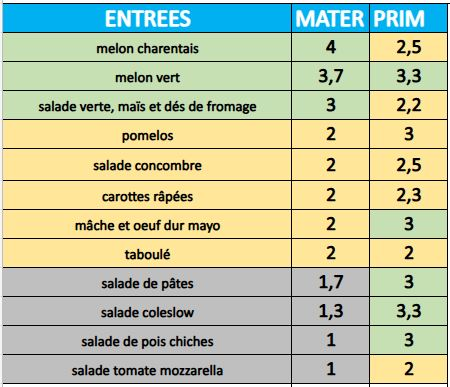 ENTREES MATER PRIM
melon charentais 4 2,5
melon vert 3,7 3,3
salade verte, maïs et dés de fromage 3 2,2
pomelos 2 3
salade concombre 2 2,5
carottes râpées 2 2,3
mâche et oeuf dur mayo 2 3
taboulé 2 2
salade de pâtes 1,7 3
salade coleslow 1,3 3,3
salade de pois chiches 1 3
salade tomate mozzarella 1 2